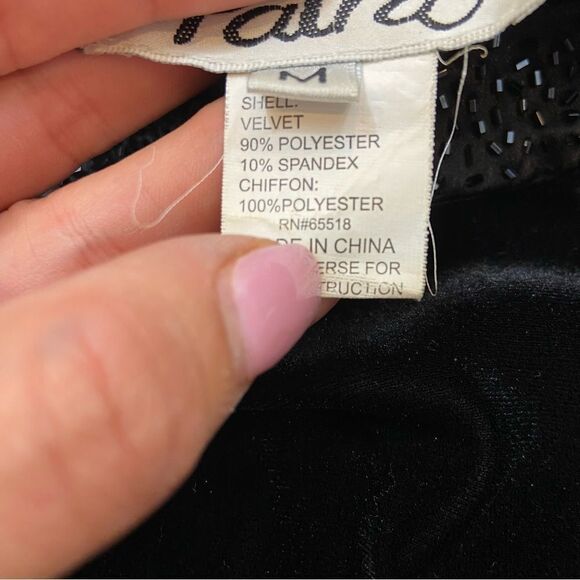 M
SHELL:
VELVET
90% POLYESTER
10% SPANDEX
CHIFFON:
100%POLYESTER
RN#65518
IN CHINA
FOR